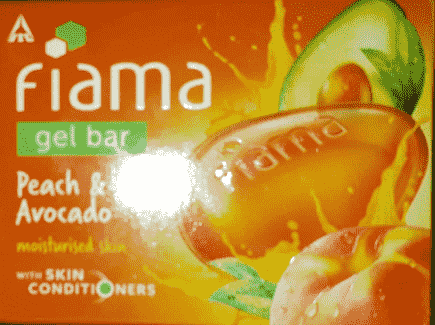 ITC
fiama
gel bar
Peach &
Avocado
moisturised skin
WITH SKIN
CONDITIONERS
fiama